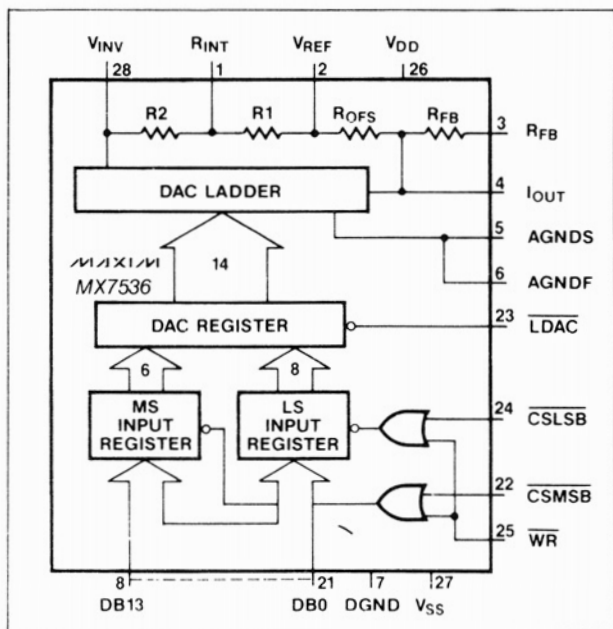 VINV RINT VREF VDD
28 1 2 26
R2 R1 ROFS RFB
3 RFB
DAC LADDER
4 IOUT
5 AGNDS
MAXIM
14
MX7536
6 AGNDF
23
DAC REGISTER
LDAC
6 8
MS INPUT REGISTER
LS INPUT REGISTER
24
CSLSB
22
CSMSB
25
WR
8 21 7 27
DB13 DB0 DGND VSS